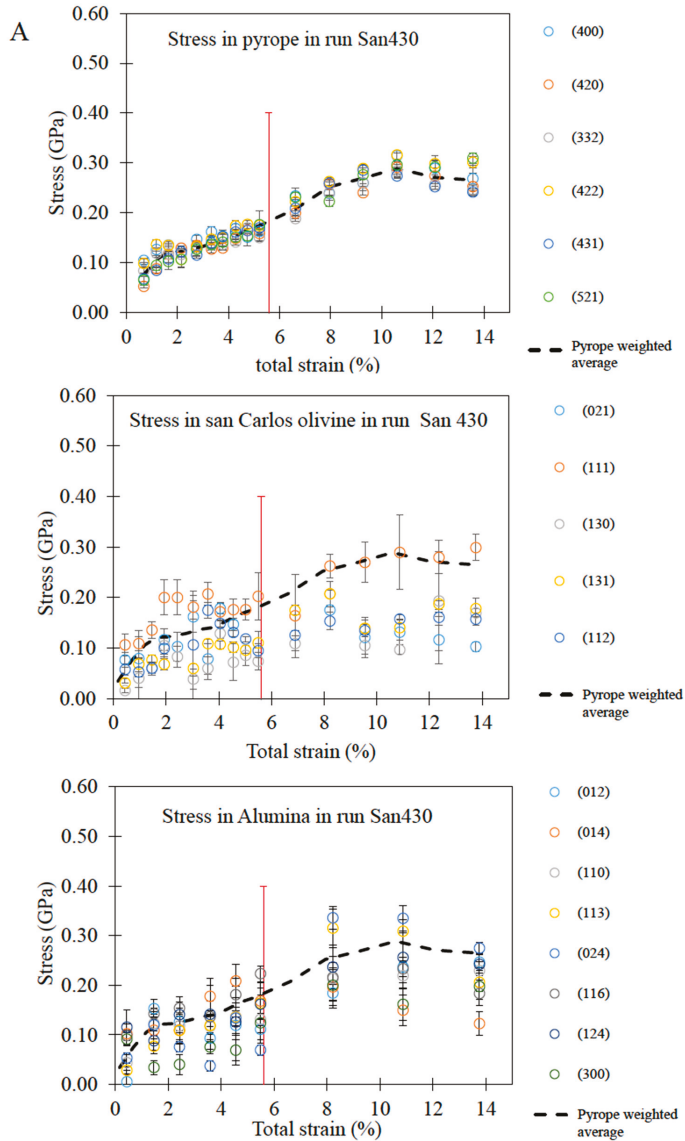 A
Stress in pyrope in run San430
Stress (GPa)
0.60
0.50
0.40
0.30
0.20
0.10
0.00
0 2 4 6 8 10 12 14
total strain (%)
(400)
(420)
(332)
(422)
(431)
(521)
Pyrope weighted
average
Stress in san Carlos olivine in run San 430
Stress (GPa)
0.60
0.50
0.40
0.30
0.20
0.10
0.00
0 2 4 6 8 10 12 14
Total strain (%)
(021)
(111)
(130)
(131)
(112)
Pyrope weighted
average
Stress in Alumina in run San430
Stress (GPa)
0.60
0.50
0.40
0.30
0.20
0.10
0.00
0 2 4 6 8 10 12 14
Total strain (%)
(012)
(014)
(110)
(113)
(024)
(116)
(124)
(300)
Pyrope weighted
average